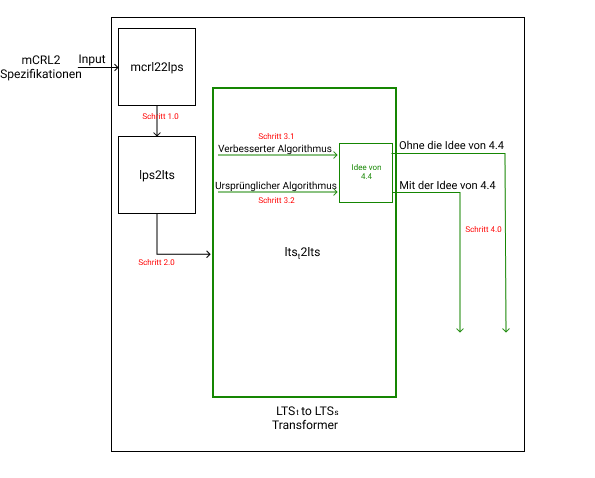 mCRL2
Spezifikationen
Input
mcrl22lps
Schritt 1.0
lps2lts
Schritt 2.0
Schritt 3.1
Verbesserter Algorithmus
Ursprünglicher Algorithmus
Schritt 3.2
Idee von
4.4
Ohne die Idee von 4.4
Mit der Idee von 4.4
Schritt 4.0
ltsₜ2lts
LTSₜ to LTSₛ
Transformer